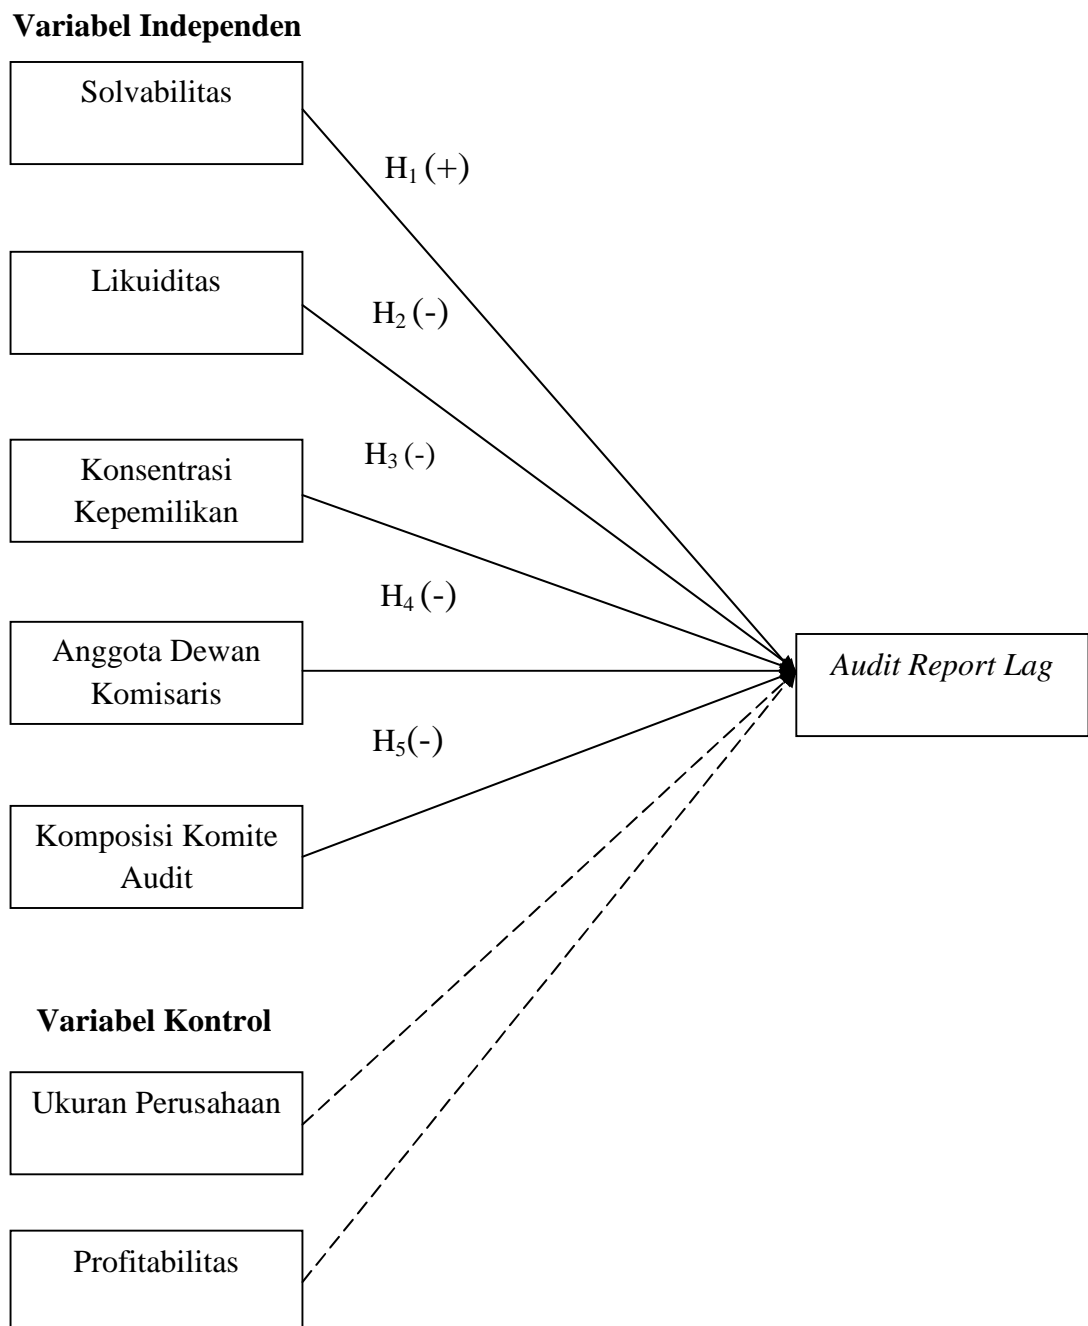 Variabel Independen
Solvabilitas
H₁ (+)
Likuiditas
H₂ (-)
Konsentrasi
Kepemilikan
H₃ (-)
H₄ (-)
Anggota Dewan
Komisaris
Audit Report Lag
H₅(-)
Komposisi Komite
Audit
Variabel Kontrol
Ukuran Perusahaan
Profitabilitas